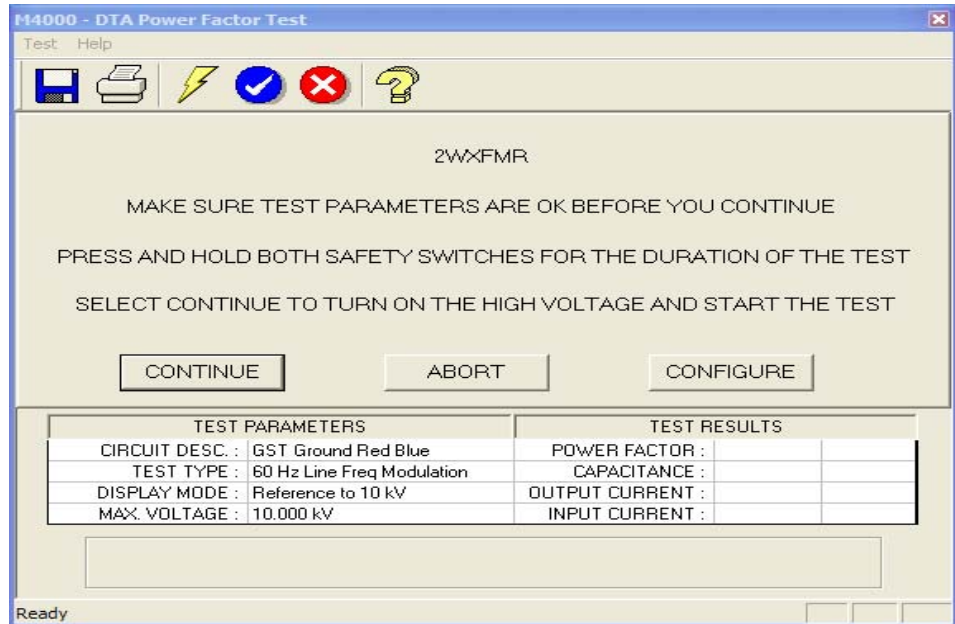 M4000 - DTA Power Factor Test
Test Help
2WXFMR
MAKE SURE TEST PARAMETERS ARE OK BEFORE YOU CONTINUE
PRESS AND HOLD BOTH SAFETY SWITCHES FOR THE DURATION OF THE TEST
SELECT CONTINUE TO TURN ON THE HIGH VOLTAGE AND START THE TEST
CONTINUE ABORT CONFIGURE
TEST PARAMETERS TEST RESULTS
CIRCUIT DESC. : GST Ground Red Blue POWER FACTOR :
TEST TYPE : 60 Hz Line Freq Modulation CAPACITANCE :
DISPLAY MODE : Reference to 10 kV OUTPUT CURRENT :
MAX. VOLTAGE : 10.000 kV INPUT CURRENT :
Ready